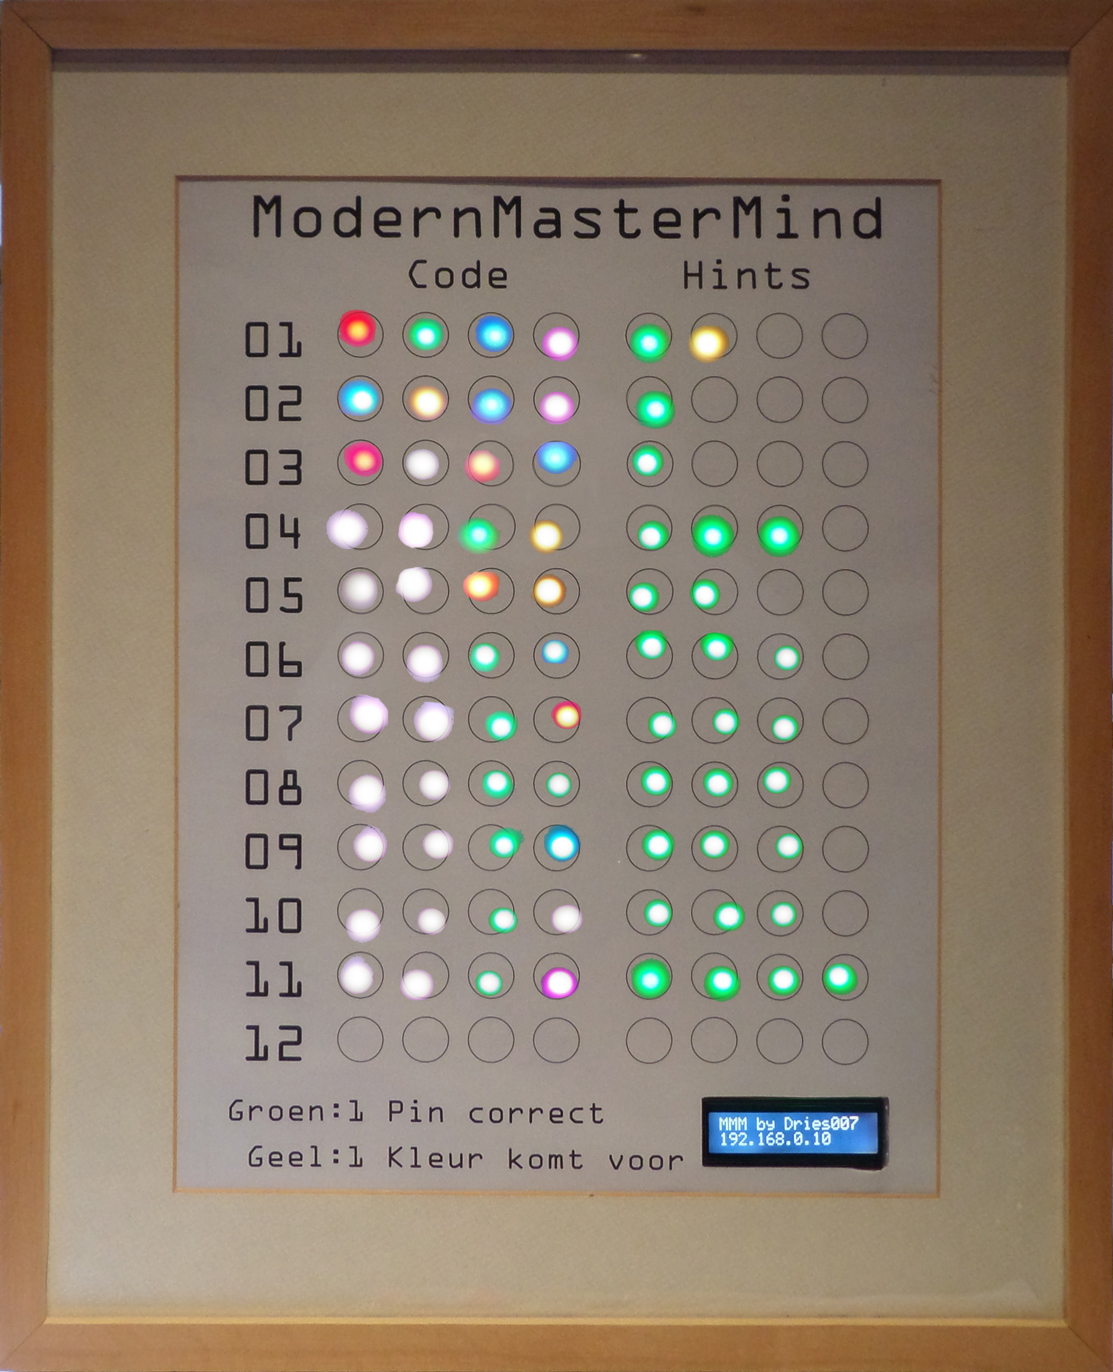 ModernMasterMind
Code Hints
01
02
03
04
05
06
07
08
09
10
11
12
Groen:1 Pin correct
Geel:1 Kleur komt voor
MMM by Dries007
192.168.0.10